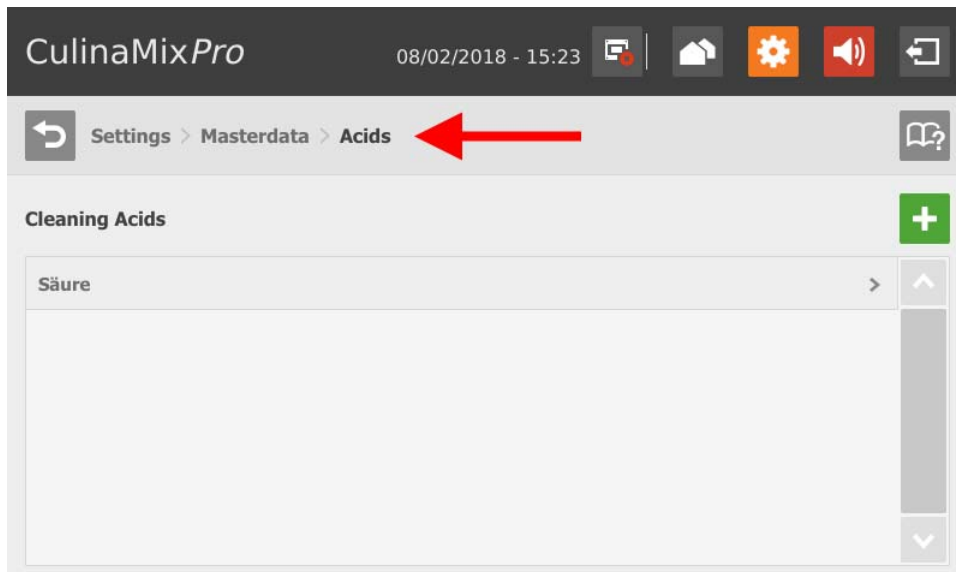 CulinaMixPro 08/02/2018 - 15:23
Settings > Masterdata > Acids
Cleaning Acids
Säure